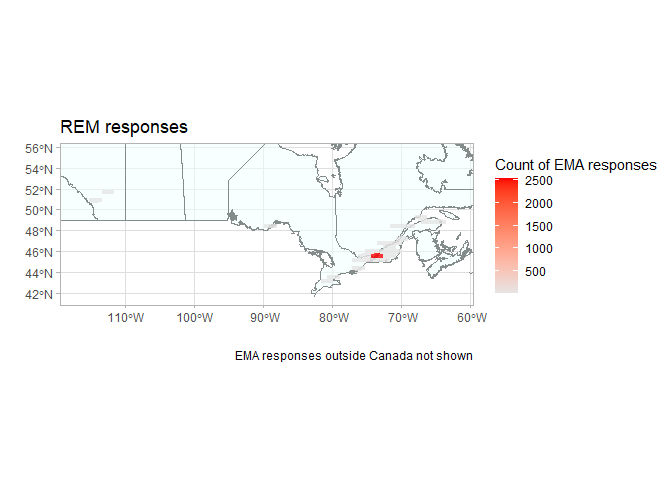 REM responses
56°N
54°N
52°N
50°N
48°N
46°N
44°N
42°N
110°W
100°W
90°W
80°W
70°W
60°W
Count of EMA responses
2500
2000
1500
1000
500
EMA responses outside Canada not shown